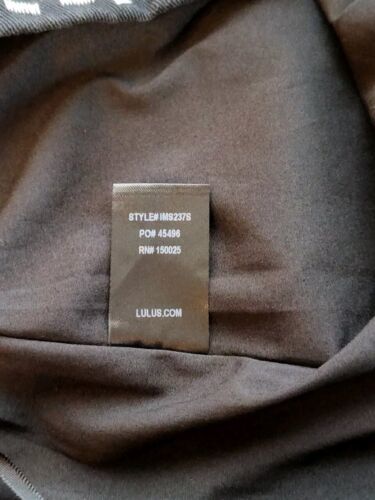 STYLE# IMS237S
PO# 45496
RN# 150025
LULUS.COM